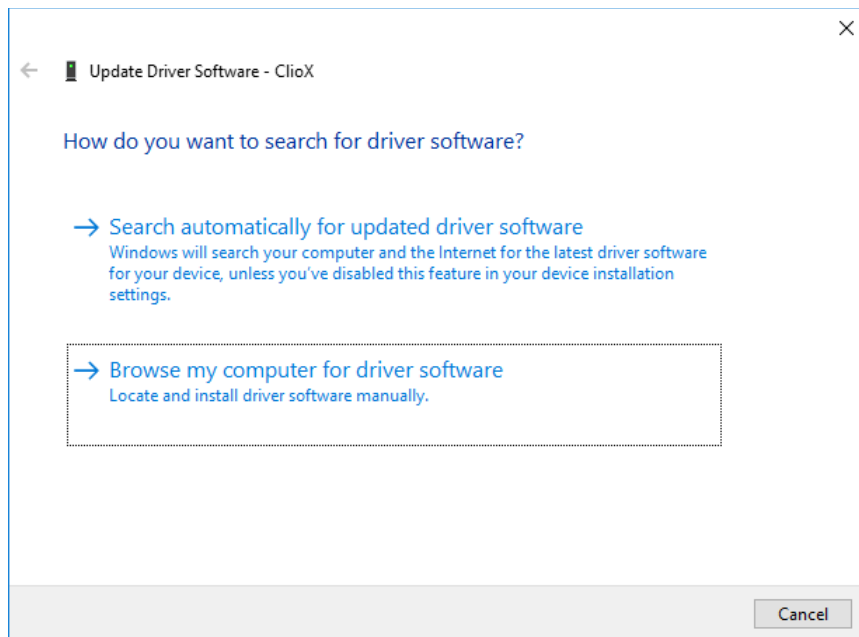 Update Driver Software - ClioX
How do you want to search for driver software?
Search automatically for updated driver software
Windows will search your computer and the Internet for the latest driver software
for your device, unless you've disabled this feature in your device installation
settings.
Browse my computer for driver software
Locate and install driver software manually.
Cancel